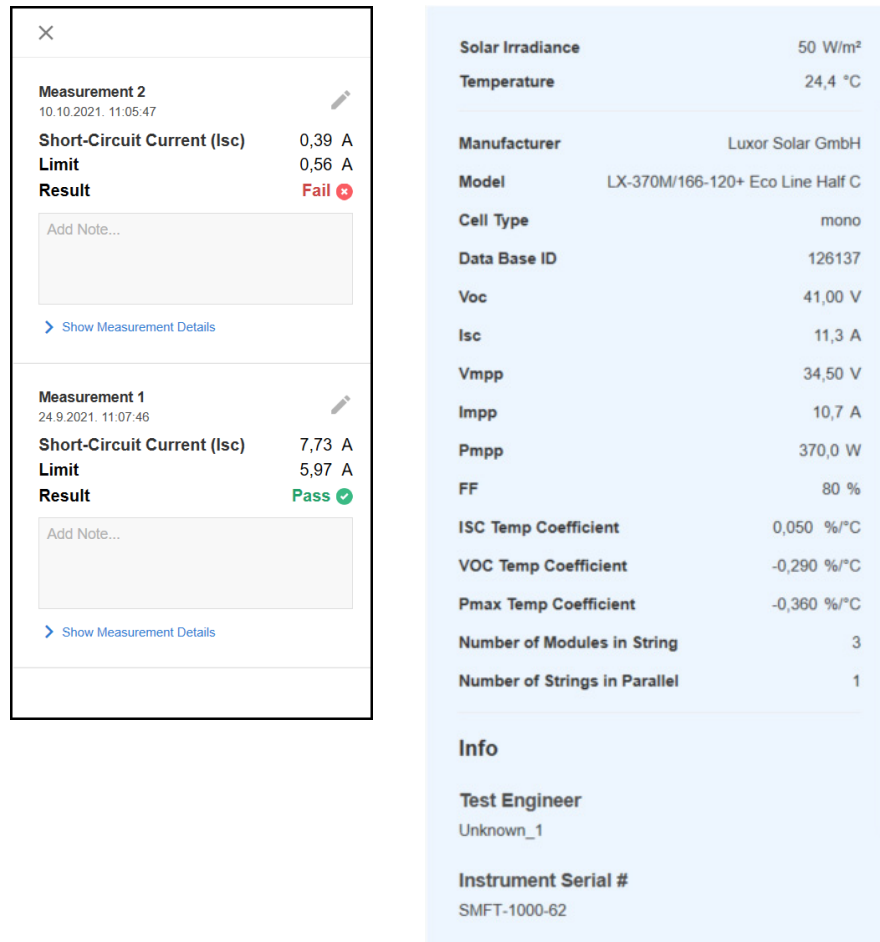 Measurement 2
10.10.2021. 11:05:47
Short-Circuit Current (Isc) 0,39 A
Limit 0,56 A
Result Fail
Add Note...
Show Measurement Details
Measurement 1
24.9.2021. 11:07:46
Short-Circuit Current (Isc) 7,73 A
Limit 5,97 A
Result Pass
Add Note...
Show Measurement Details
Solar Irradiance 50 W/m²
Temperature 24,4 °C
Manufacturer Luxor Solar GmbH
Model LX-370M/166-120+ Eco Line Half C
Cell Type mono
Data Base ID 126137
Voc 41,00 V
Isc 11,3 A
Vmpp 34,50 V
Impp 10,7 A
Pmpp 370,0 W
FF 80 %
ISC Temp Coefficient 0,050 %/°C
VOC Temp Coefficient -0,290 %/°C
Pmax Temp Coefficient -0,360 %/°C
Number of Modules in String 3
Number of Strings in Parallel 1
Info
Test Engineer
Unknown_1
Instrument Serial #
SMFT-1000-62